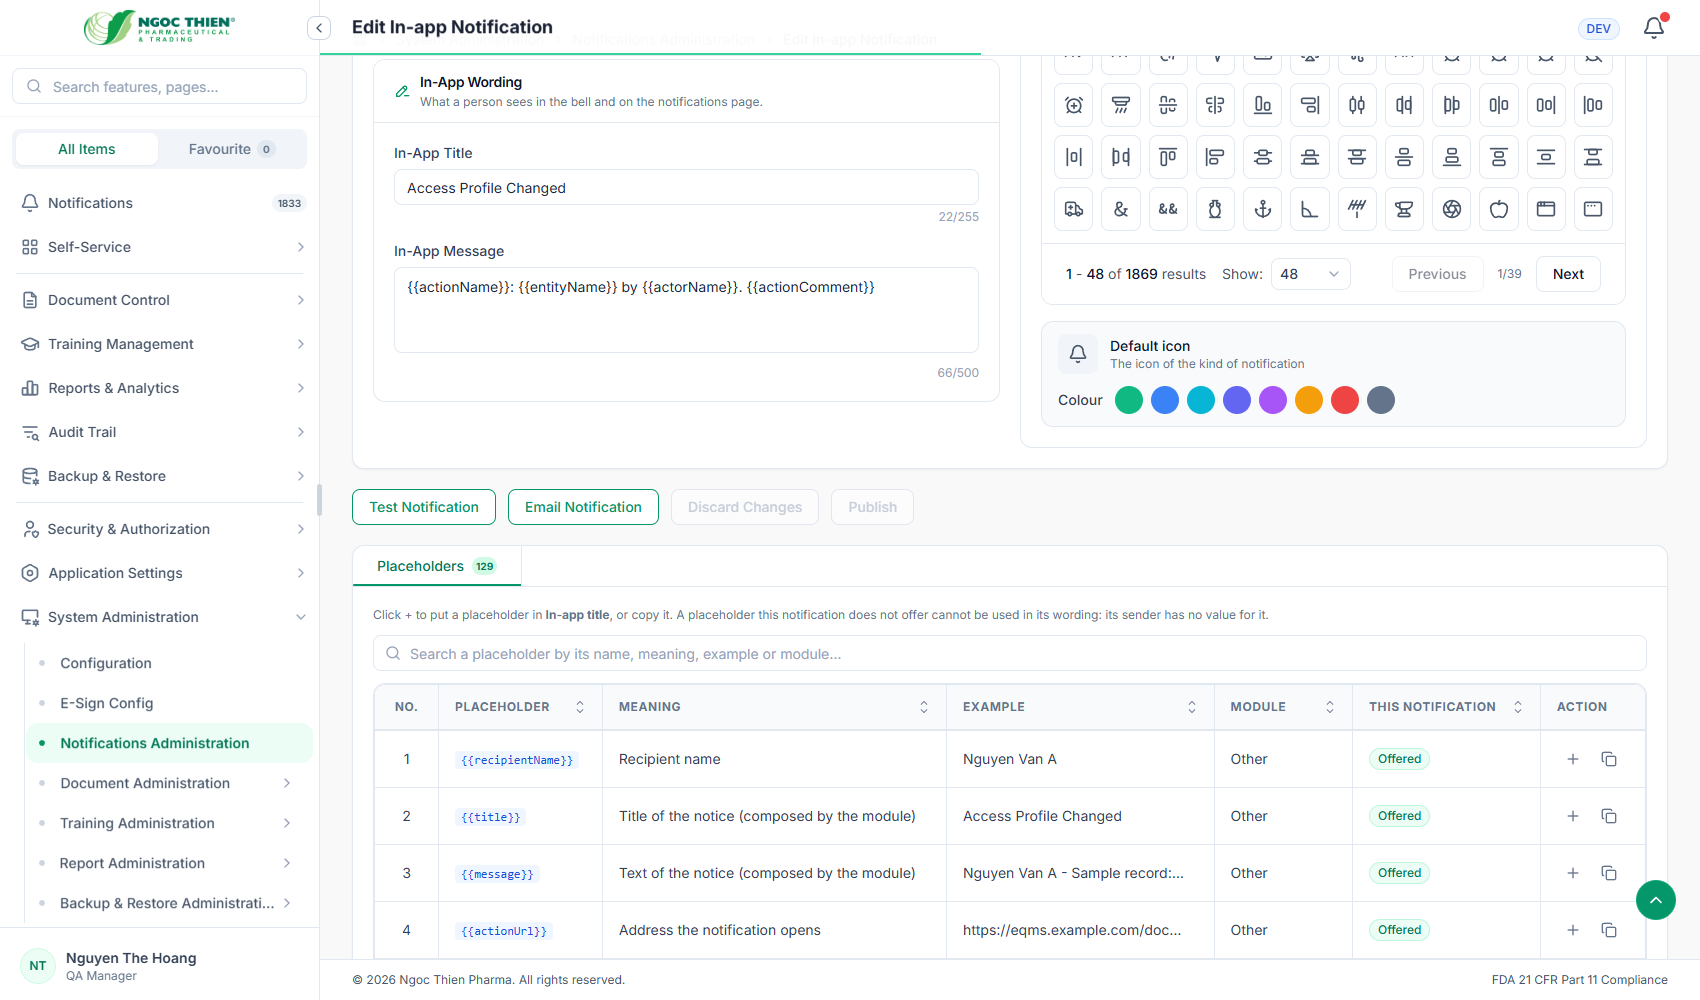 NGOC THIEN
PHARMACEUTICAL
& TRADING
Search features, pages...
All Items
Favourite 0
Notifications 1833
Self-Service
Document Control
Training Management
Reports & Analytics
Audit Trail
Backup & Restore
Security & Authorization
Application Settings
System Administration
Configuration
E-Sign Config
Notifications Administration
Document Administration
Training Administration
Report Administration
Backup & Restore Administrati...
NT
Nguyen The Hoang
QA Manager
Edit In-app Notification
DEV
Notifications Administration
Edit In-app Notification
In-App Wording
What a person sees in the bell and on the notifications page.
In-App Title
Access Profile Changed
22/255
In-App Message
{{actionName}}: {{entityName}} by {{actorName}}. {{actionComment}}
66/500
1 - 48 of 1869 results
Show: 48
Previous
1/39
Next
Default icon
The icon of the kind of notification
Colour
Test Notification
Email Notification
Discard Changes
Publish
Placeholders 129
Click + to put a placeholder in In-app title, or copy it. A placeholder this notification does not offer cannot be used in its wording: its sender has no value for it.
Search a placeholder by its name, meaning, example or module...
NO. PLACEHOLDER MEANING EXAMPLE MODULE THIS NOTIFICATION ACTION
1 {{recipientName}} Recipient name Nguyen Van A Other Offered
2 {{title}} Title of the notice (composed by the module) Access Profile Changed Other Offered
3 {{message}} Text of the notice (composed by the module) Nguyen Van A - Sample record:... Other Offered
4 {{actionUrl}} Address the notification opens https://eqms.example.com/doc... Other Offered
© 2026 Ngoc Thien Pharma. All rights reserved.
FDA 21 CFR Part 11 Compliance